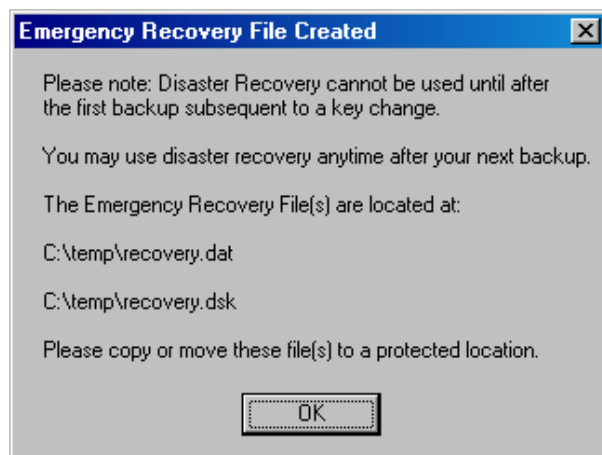 Emergency Recovery File Created
Please note: Disaster Recovery cannot be used until after
the first backup subsequent to a key change.
You may use disaster recovery anytime after your next backup.
The Emergency Recovery File(s) are located at:
C:\temp\recovery.dat
C:\temp\recovery.dsk
Please copy or move these file(s) to a protected location.
OK